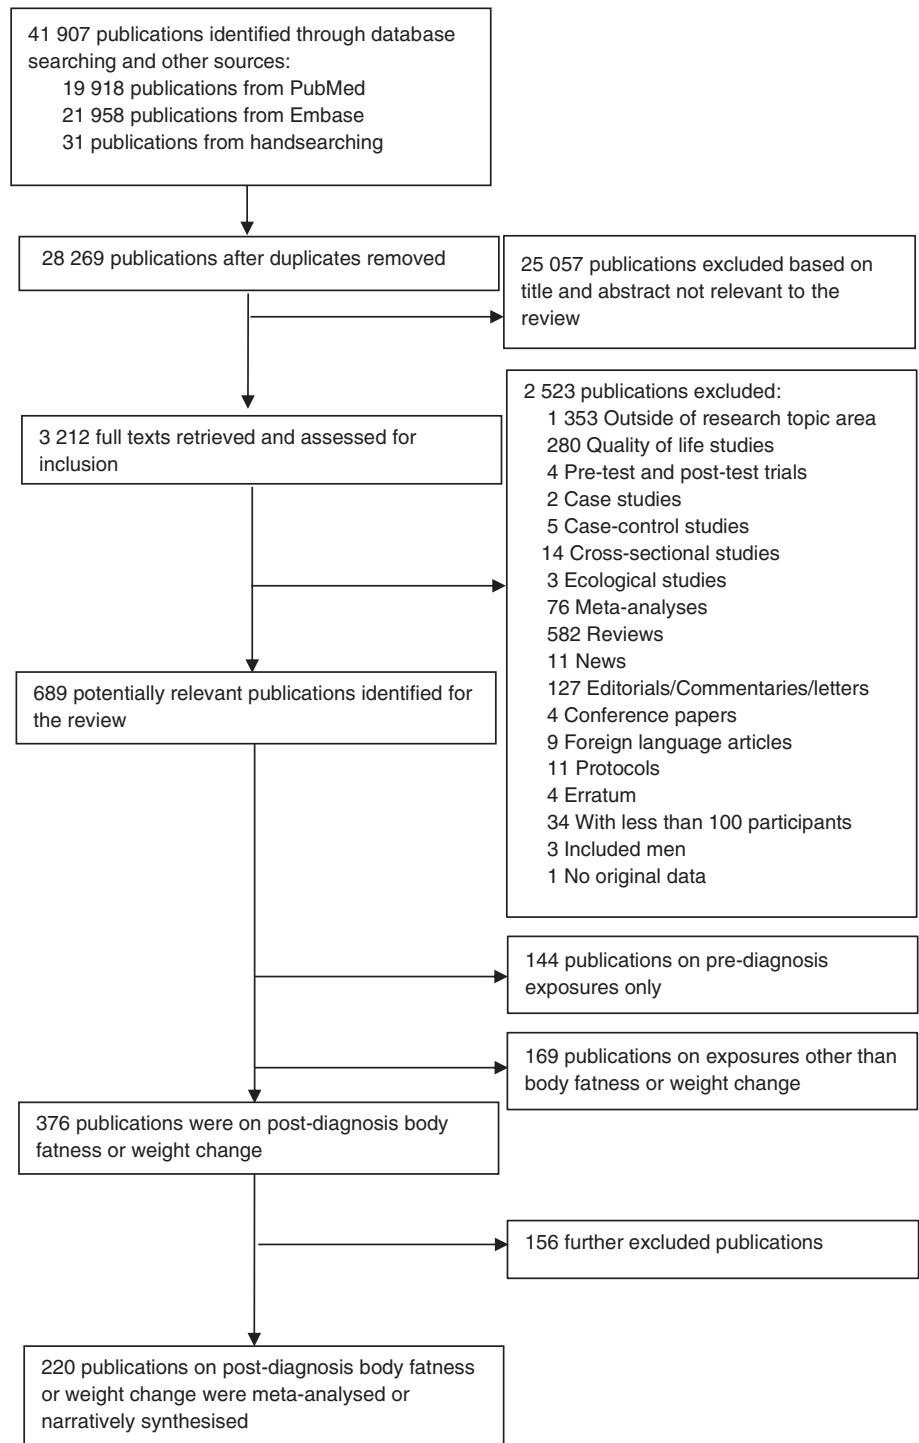 41 907 publications identified through database
searching and other sources:
19 918 publications from PubMed
21 958 publications from Embase
31 publications from handsearching
28 269 publications after duplicates removed
25 057 publications excluded based on
title and abstract not relevant to the
review
3 212 full texts retrieved and assessed for
inclusion
2 523 publications excluded:
1 353 Outside of research topic area
280 Quality of life studies
4 Pre-test and post-test trials
2 Case studies
5 Case-control studies
14 Cross-sectional studies
3 Ecological studies
76 Meta-analyses
582 Reviews
11 News
127 Editorials/Commentaries/letters
4 Conference papers
9 Foreign language articles
11 Protocols
4 Erratum
34 With less than 100 participants
3 Included men
1 No original data
689 potentially relevant publications identified for
the review
144 publications on pre-diagnosis
exposures only
169 publications on exposures other than
body fatness or weight change
376 publications were on post-diagnosis body
fatness or weight change
156 further excluded publications
220 publications on post-diagnosis body fatness
or weight change were meta-analysed or
narratively synthesised